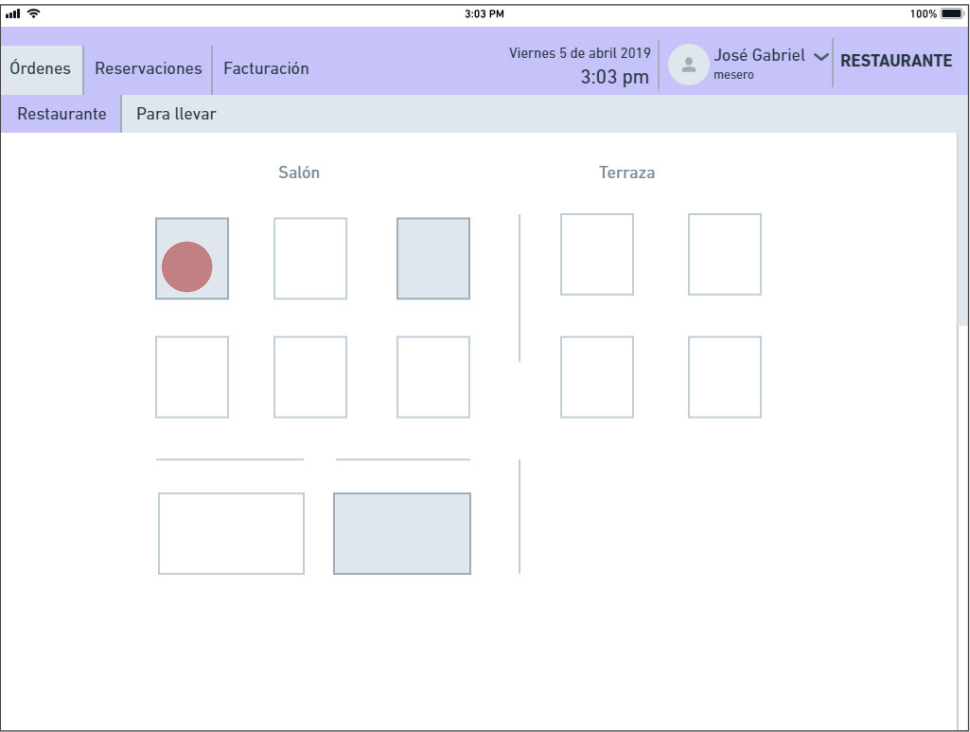 3:03 PM
100%
Órdenes
Reservaciones
Facturación
Viernes 5 de abril 2019
3:03 pm
José Gabriel
mesero
RESTAURANTE
Restaurante
Para llevar
Salón
Terraza